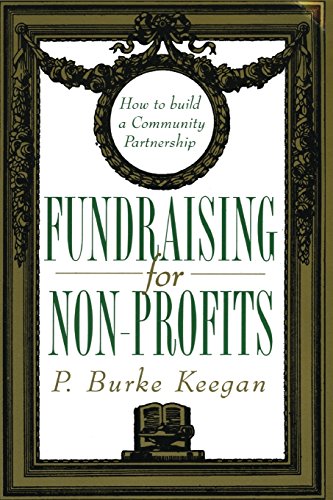 How to build
a Community
Partnership
FUNDRAISING
for
NON-PROFITS
P. Burke Keegan